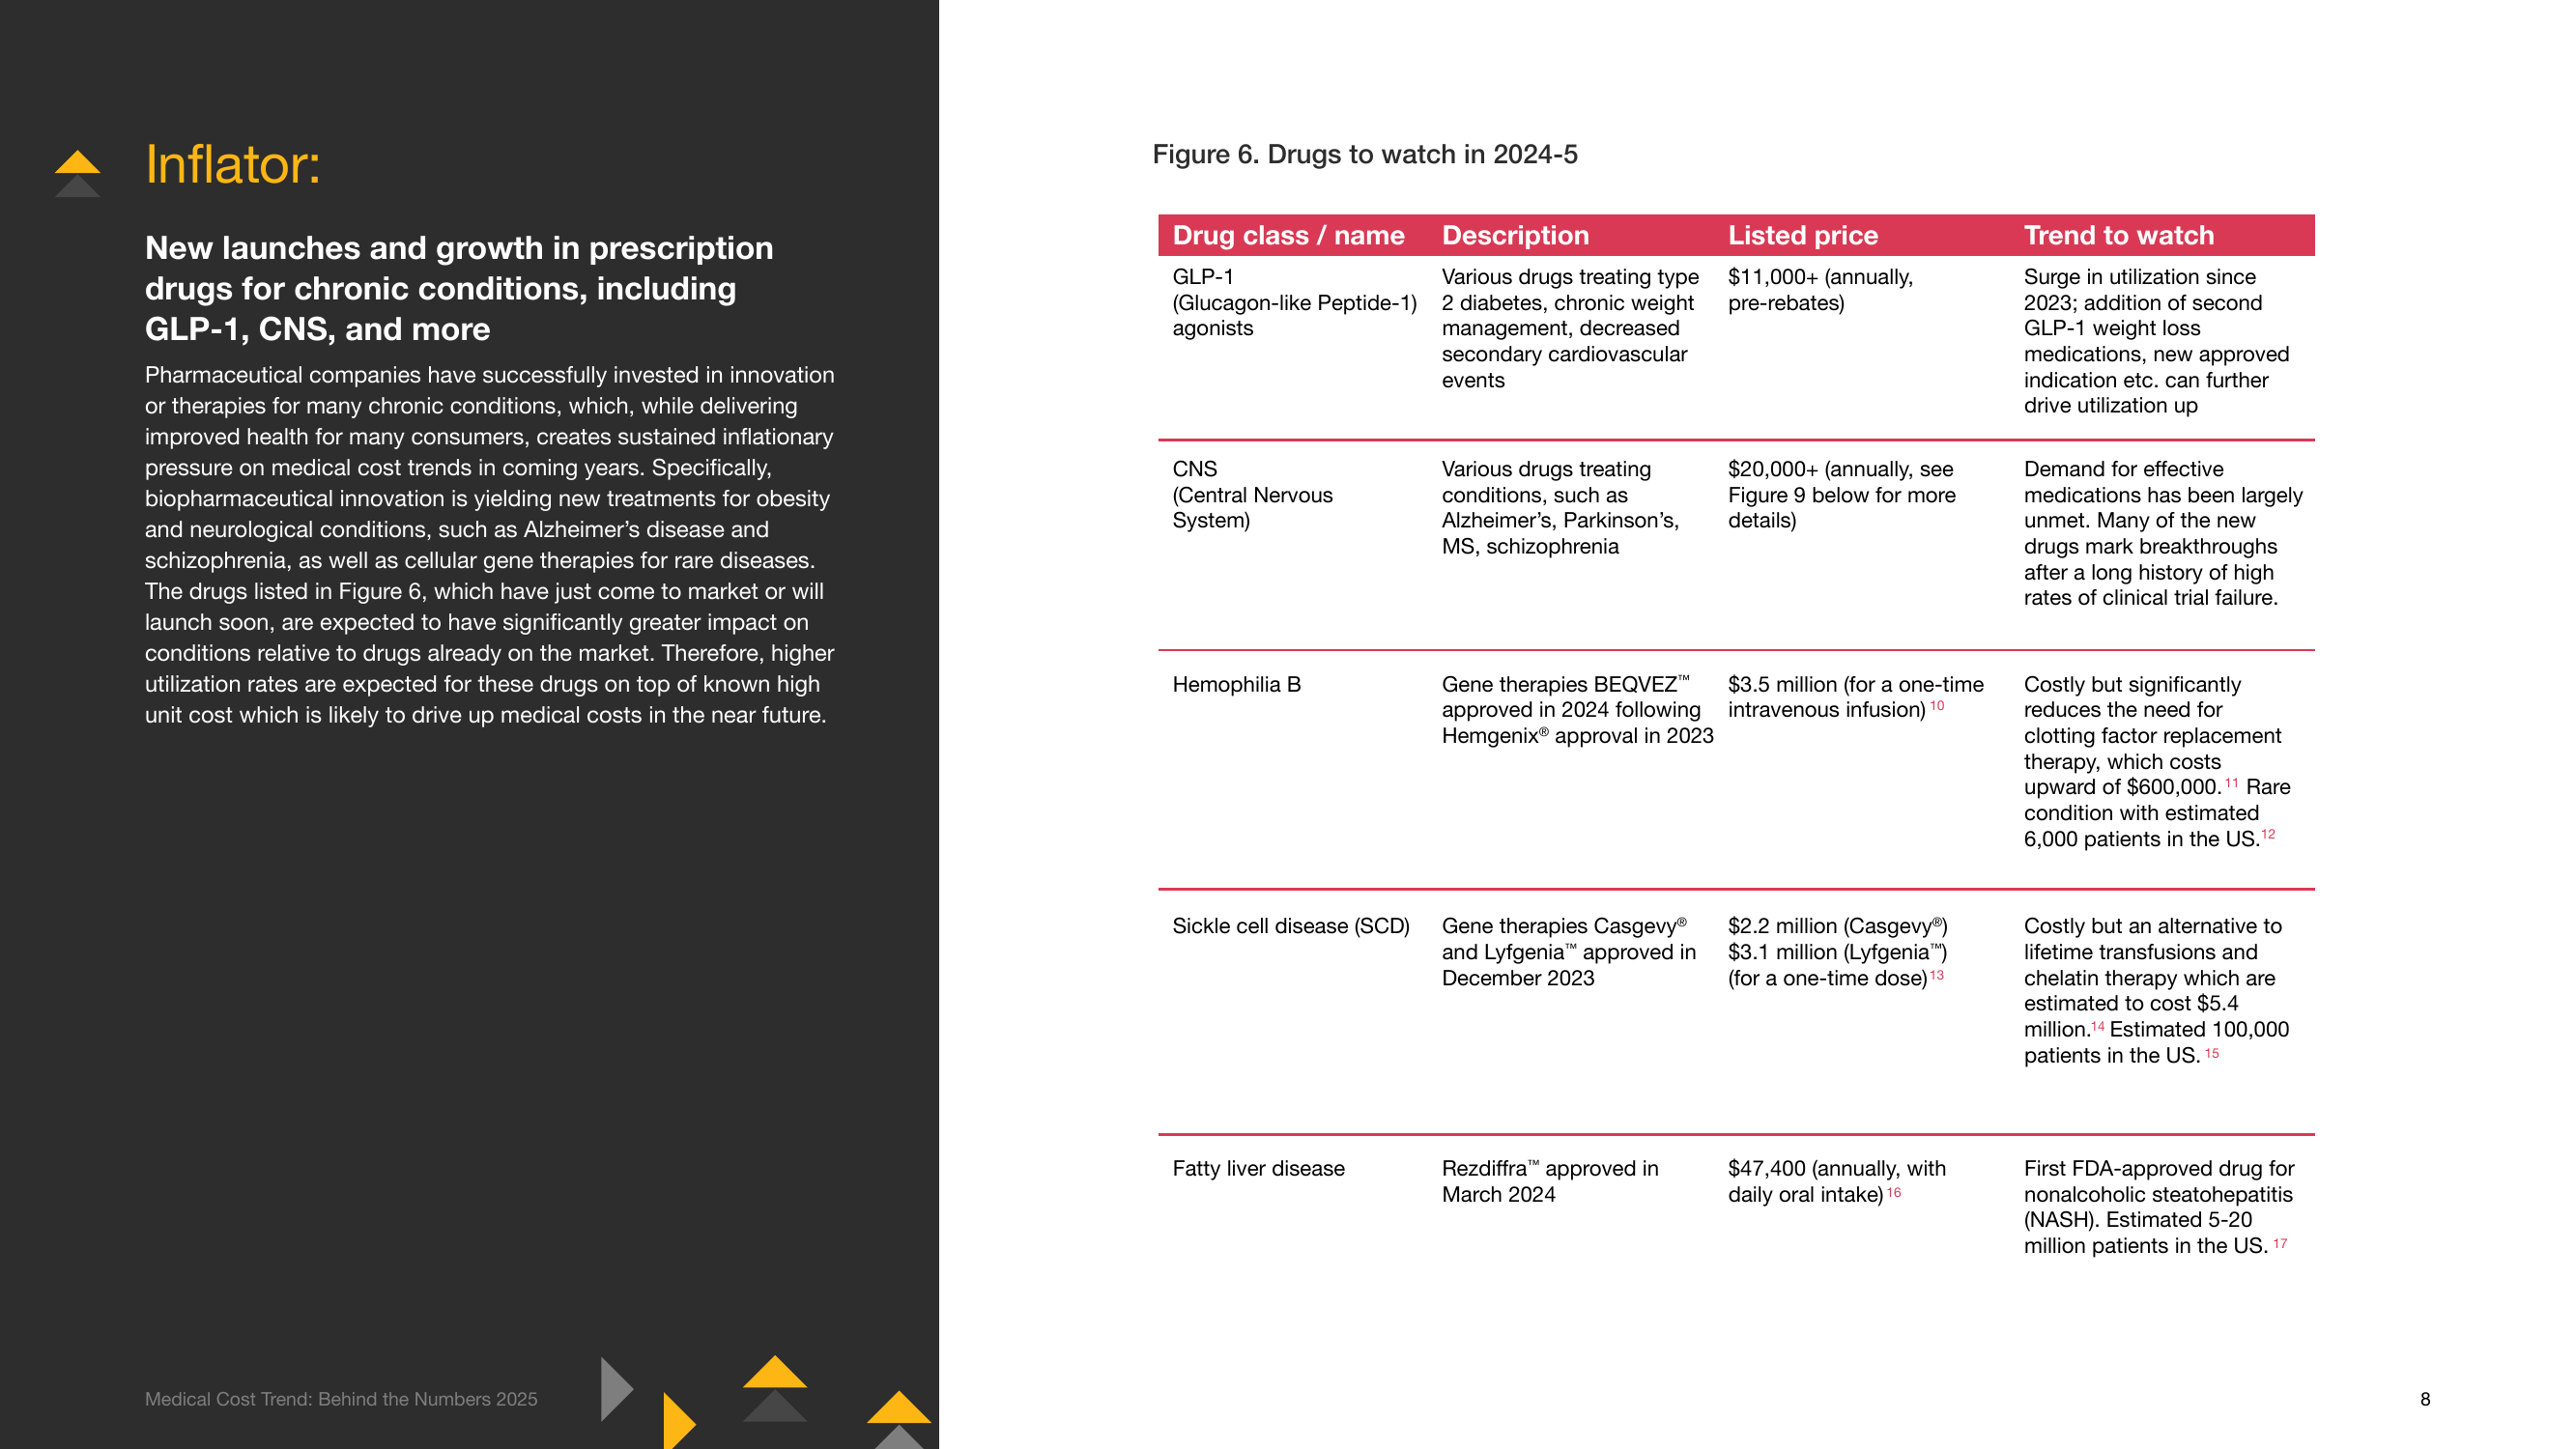 Inflator:
New launches and growth in prescription
drugs for chronic conditions, including
GLP-1, CNS, and more
Pharmaceutical companies have successfully invested in innovation
or therapies for many chronic conditions, which, while delivering
improved health for many consumers, creates sustained inflationary
pressure on medical cost trends in coming years. Specifically,
biopharmaceutical innovation is yielding new treatments for obesity
and neurological conditions, such as Alzheimer’s disease and
schizophrenia, as well as cellular gene therapies for rare diseases.
The drugs listed in Figure 6, which have just come to market or will
launch soon, are expected to have significantly greater impact on
conditions relative to drugs already on the market. Therefore, higher
utilization rates are expected for these drugs on top of known high
unit cost which is likely to drive up medical costs in the near future.
Medical Cost Trend: Behind the Numbers 2025
Figure 6. Drugs to watch in 2024-5
Drug class / name Description Listed price Trend to watch
GLP-1
(Glucagon-like Peptide-1)
agonists
Various drugs treating type
2 diabetes, chronic weight
management, decreased
secondary cardiovascular
events
$11,000+ (annually,
pre-rebates)
Surge in utilization since
2023; addition of second
GLP-1 weight loss
medications, new approved
indication etc. can further
drive utilization up
CNS
(Central Nervous
System)
Various drugs treating
conditions, such as
Alzheimer’s, Parkinson’s,
MS, schizophrenia
$20,000+ (annually, see
Figure 9 below for more
details)
Demand for effective
medications has been largely
unmet. Many of the new
drugs mark breakthroughs
after a long history of high
rates of clinical trial failure.
Hemophilia B
Gene therapies BEQVEZ™
approved in 2024 following
Hemgenix® approval in 2023
$3.5 million (for a one-time
intravenous infusion) 10
Costly but significantly
reduces the need for
clotting factor replacement
therapy, which costs
upward of $600,000. 11 Rare
condition with estimated
6,000 patients in the US. 12
Sickle cell disease (SCD)
Gene therapies Casgevy®
and Lyfgenia™ approved in
December 2023
$2.2 million (Casgevy®)
$3.1 million (Lyfgenia™)
(for a one-time dose) 13
Costly but an alternative to
lifetime transfusions and
chelatin therapy which are
estimated to cost $5.4
million.14 Estimated 100,000
patients in the US. 15
Fatty liver disease
Rezdiffra™ approved in
March 2024
$47,400 (annually, with
daily oral intake) 16
First FDA-approved drug for
nonalcoholic steatohepatitis
(NASH). Estimated 5-20
million patients in the US. 17
8